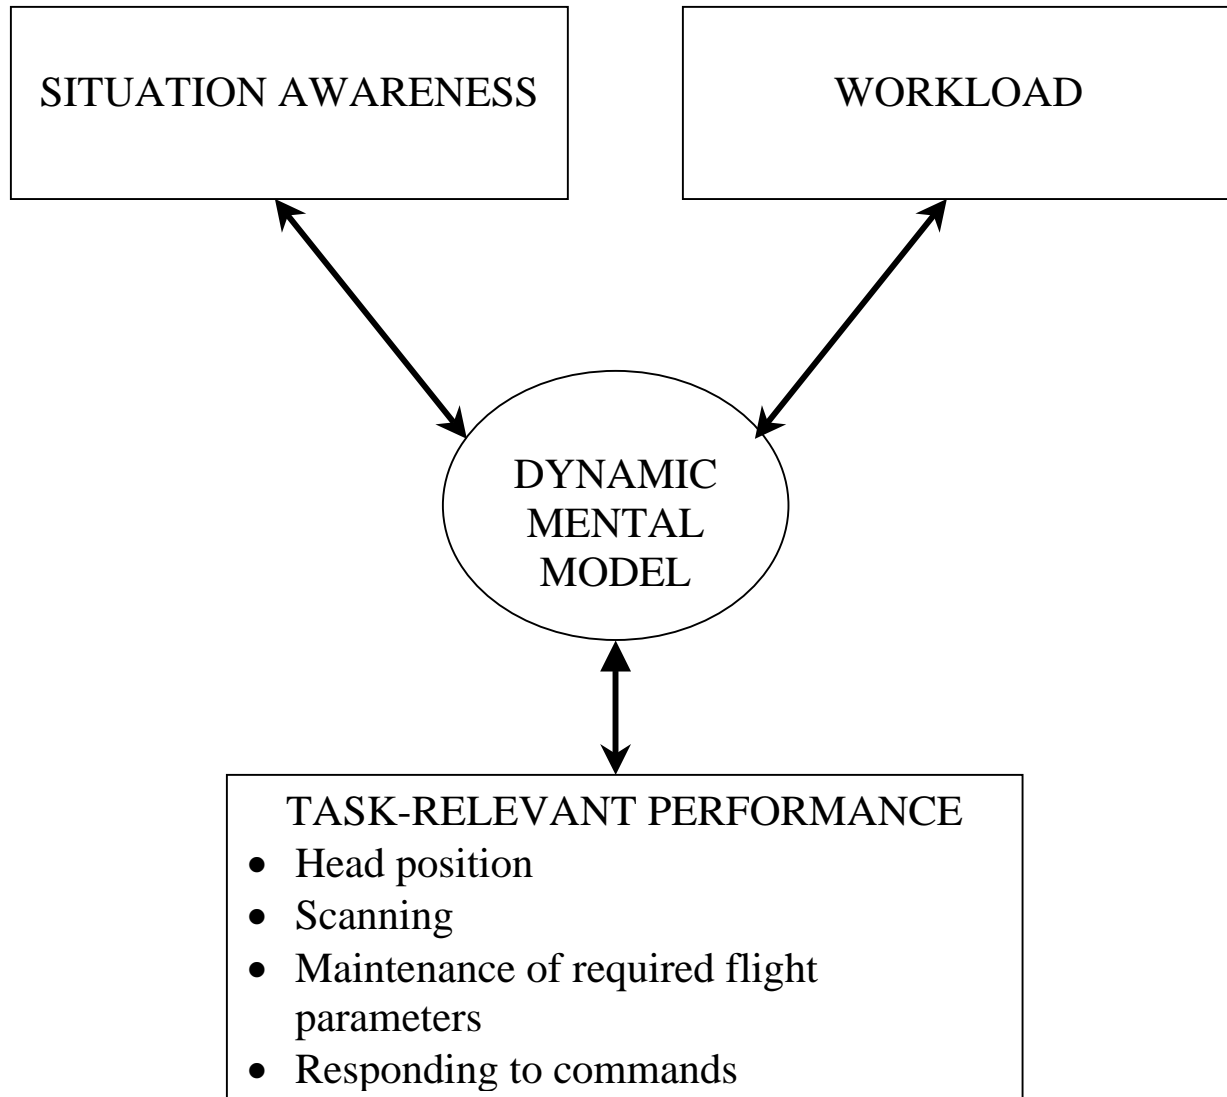 SITUATION AWARENESS
WORKLOAD
DYNAMIC
MENTAL
MODEL
TASK-RELEVANT PERFORMANCE
• Head position
• Scanning
• Maintenance of required flight
parameters
• Responding to commands